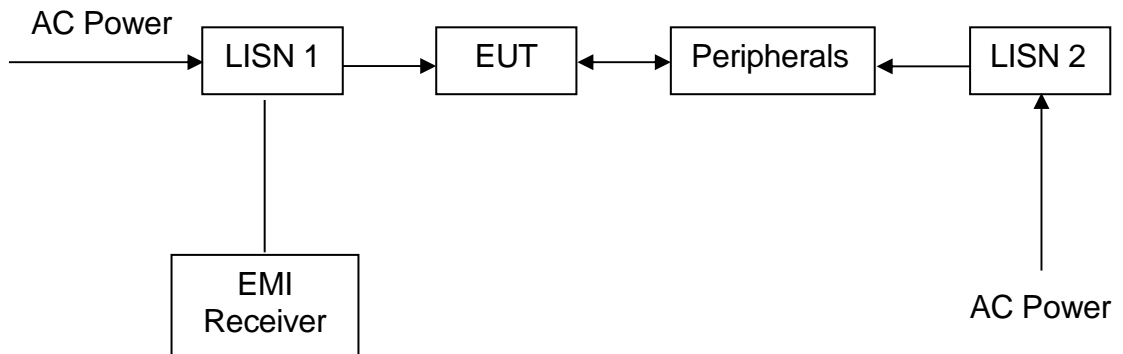 AC Power
LISN 1
EUT
Peripherals
LISN 2
EMI
Receiver
AC Power